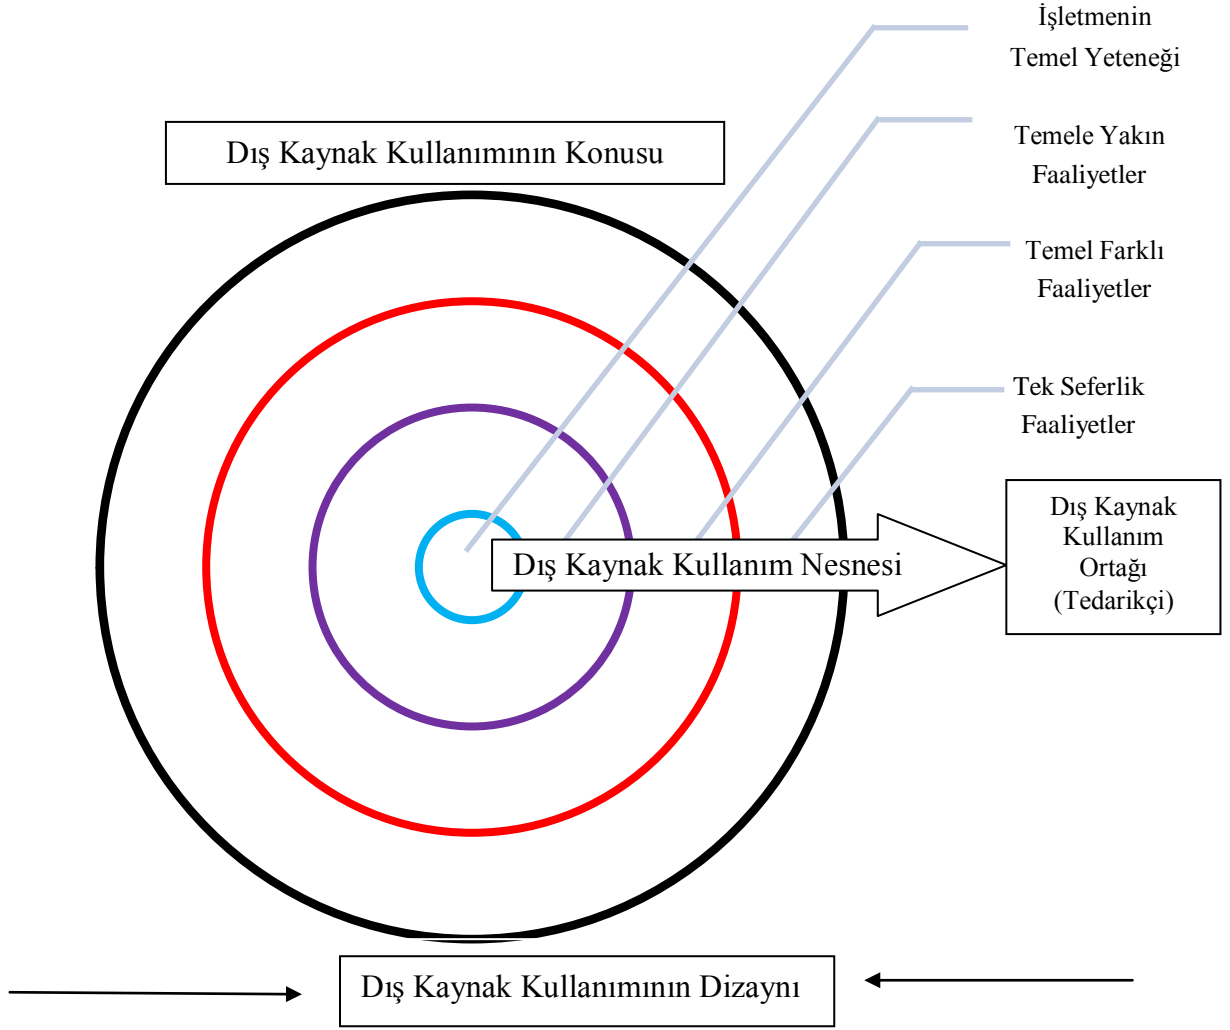 İşletmenin
Temel Yeteneği
Dış Kaynak Kullanımının Konusu
Temele Yakın
Faaliyetler
Temel Farklı
Faaliyetler
Tek Seferlik
Faaliyetler
Dış Kaynak Kullanım Nesnesi
Dış Kaynak
Kullanım
Ortağı
(Tedarikçi)
Dış Kaynak Kullanımının Dizaynı